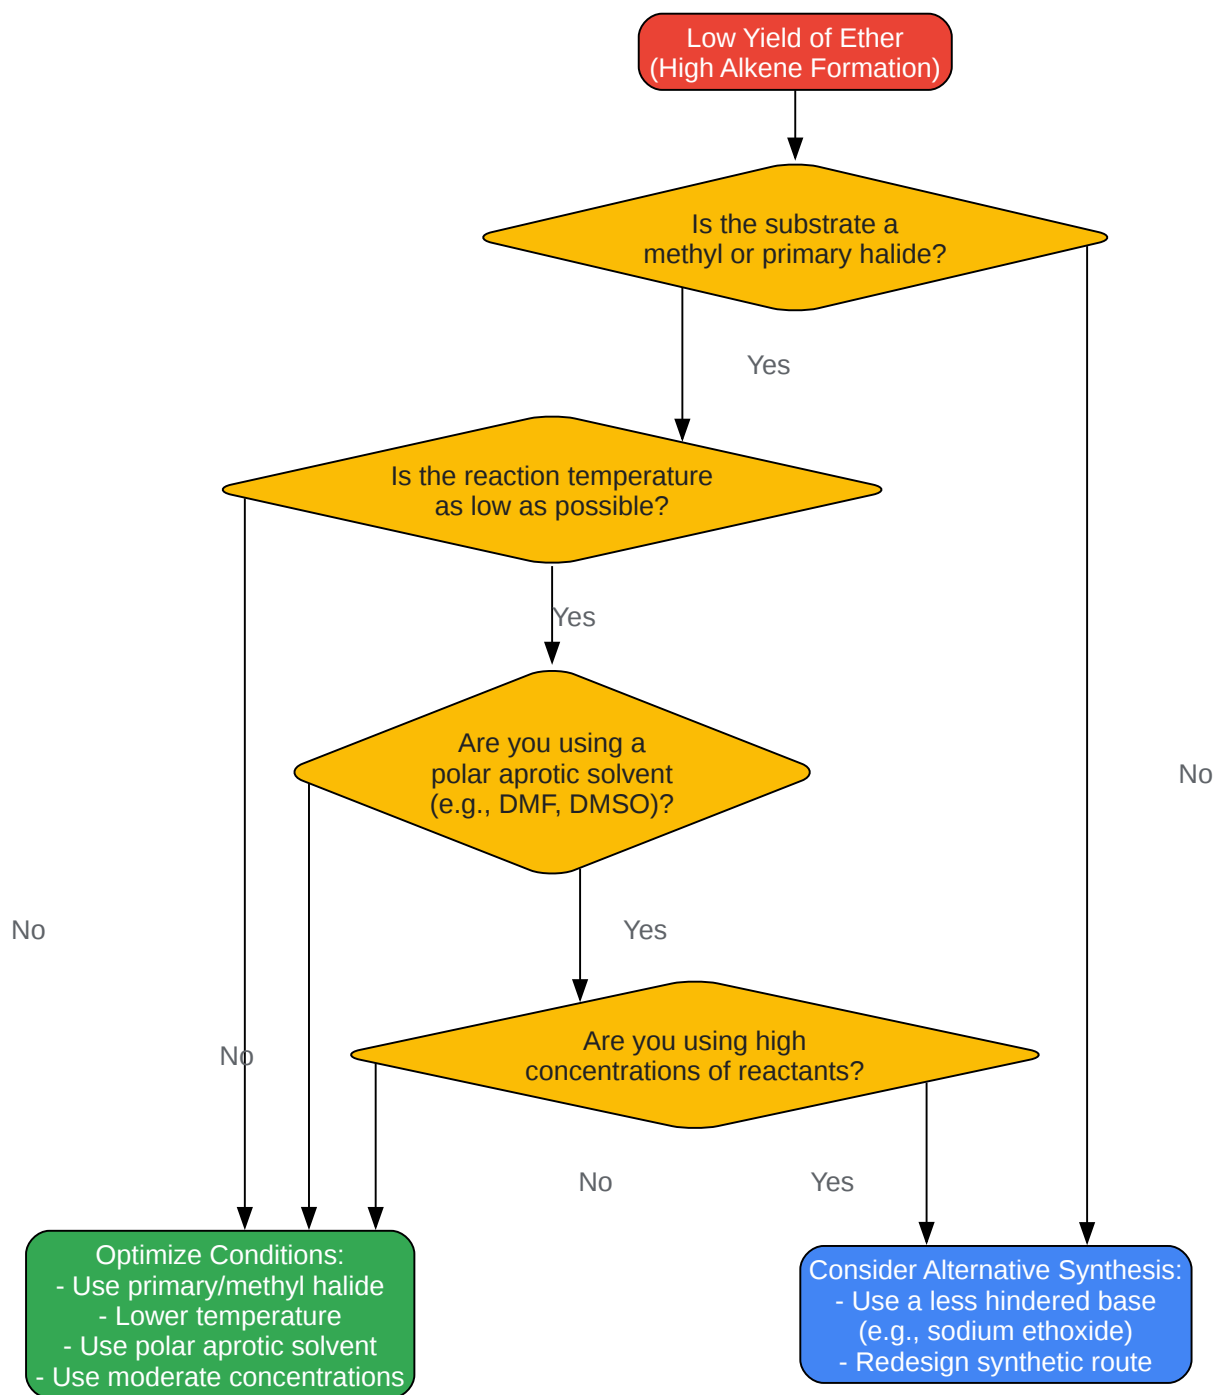 Low Yield of Ether
(High Alkene Formation)
Is the substrate a
methyl or primary halide?
Yes
Is the reaction temperature
as low as possible?
Yes
Are you using a
polar aprotic solvent
(e.g., DMF, DMSO)?
No
No
Yes
Are you using high
concentrations of reactants?
No
No
Yes
Optimize Conditions:
- Use primary/methyl halide
- Lower temperature
- Use polar aprotic solvent
- Use moderate concentrations
Consider Alternative Synthesis:
- Use a less hindered base
(e.g., sodium ethoxide)
- Redesign synthetic route